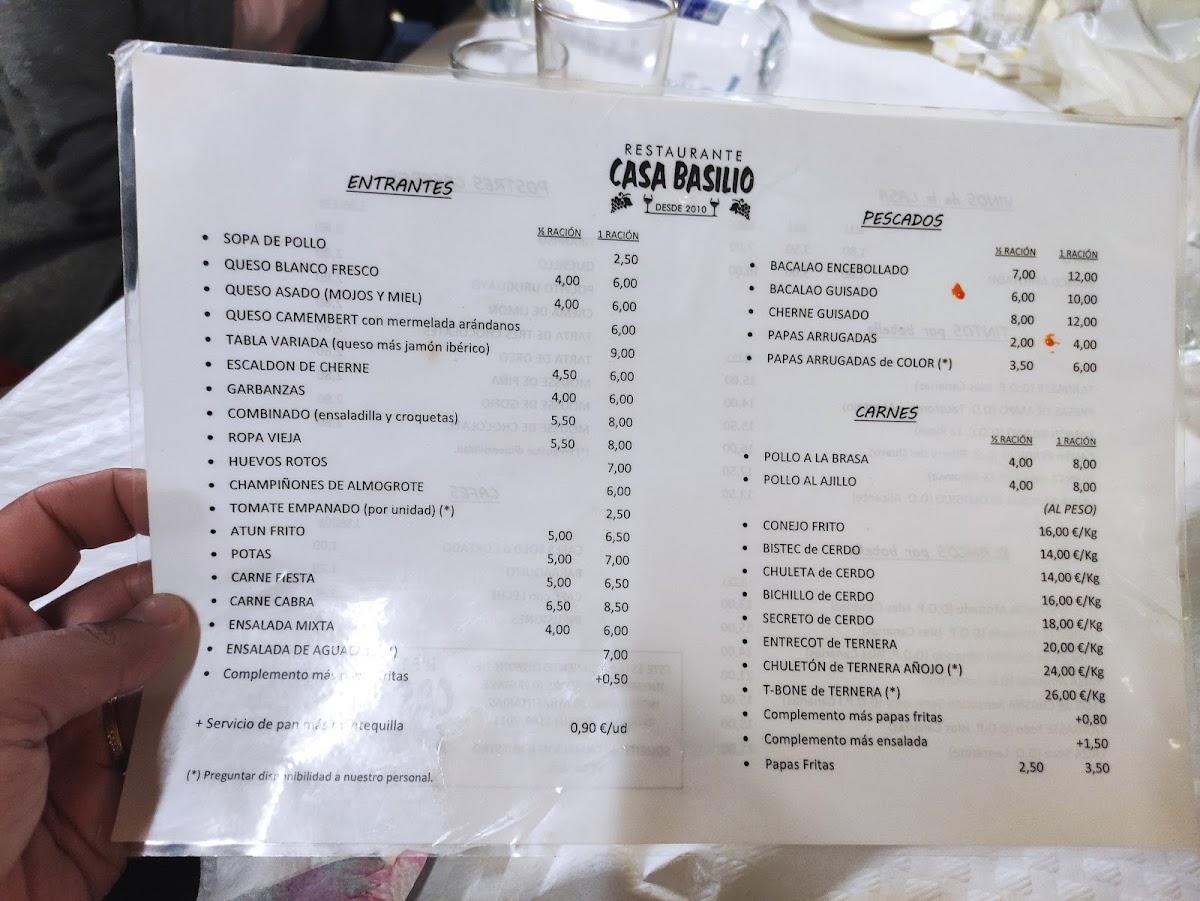 RESTAURANTE
CASA BASILIO
DESDE 2010
ENTRANTES
½ RACIÓN 1 RACIÓN
• SOPA DE POLLO 2,50
• QUESO BLANCO FRESCO 4,00 6,00
• QUESO ASADO (MOJOS Y MIEL) 4,00 6,00
• QUESO CAMEMBERT con mermelada arándanos 6,00
• TABLA VARIADA (queso más jamón ibérico) 9,00
• ESCALDON DE CHERNE 4,50 6,00
• GARBANZAS 4,00 6,00
• COMBINADO (ensaladilla y croquetas) 5,50 8,00
• ROPA VIEJA 5,50 8,00
• HUEVOS ROTOS 7,00
• CHAMPIÑONES DE ALMOGROTE 6,00
• TOMATE EMPANADO (por unidad) (*) 2,50
• ATUN FRITO 5,00 6,50
• POTAS 5,00 7,00
• CARNE FIESTA 5,00 6,50
• CARNE CABRA 6,50 8,50
• ENSALADA MIXTA 4,00 6,00
• ENSALADA DE 7,00
• Complemento más +0,50
+ Servicio de pan más 0,90 €/ud
(*) Preguntar disponibilidad a nuestro personal.
PESCADOS
½ RACIÓN 1 RACIÓN
• BACALAO ENCEBOLLADO 7,00 12,00
• BACALAO GUISADO 6,00 10,00
• CHERNE GUISADO 8,00 12,00
• PAPAS ARRUGADAS 2,00 4,00
• PAPAS ARRUGADAS de COLOR (*) 3,50 6,00
CARNES
½ RACIÓN 1 RACIÓN
• POLLO A LA BRASA 4,00 8,00
• POLLO AL AJILLO 4,00 8,00
(AL PESO)
• CONEJO FRITO 16,00 €/Kg
• BISTEC de CERDO 14,00 €/Kg
• CHULETA de CERDO 14,00 €/Kg
• BICHILLO de CERDO 16,00 €/Kg
• SECRETO de CERDO 18,00 €/Kg
• ENTRECOT de TERNERA 20,00 €/Kg
• CHULETÓN de TERNERA AÑOJO (*) 24,00 €/Kg
• T-BONE de TERNERA (*) 26,00 €/Kg
• Complemento más papas fritas +0,80
• Complemento más ensalada +1,50
• Papas Fritas 2,50 3,50